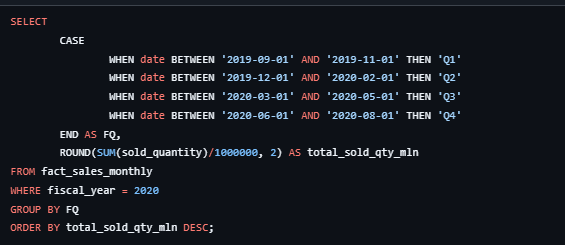 SELECT
CASE
WHEN date BETWEEN '2019-09-01' AND '2019-11-01' THEN 'Q1'
WHEN date BETWEEN '2019-12-01' AND '2020-02-01' THEN 'Q2'
WHEN date BETWEEN '2020-03-01' AND '2020-05-01' THEN 'Q3'
WHEN date BETWEEN '2020-06-01' AND '2020-08-01' THEN 'Q4'
END AS FQ,
ROUND(SUM(sold_quantity)/1000000, 2) AS total_sold_qty_mln
FROM fact_sales_monthly
WHERE fiscal_year = 2020
GROUP BY FQ
ORDER BY total_sold_qty_mln DESC;